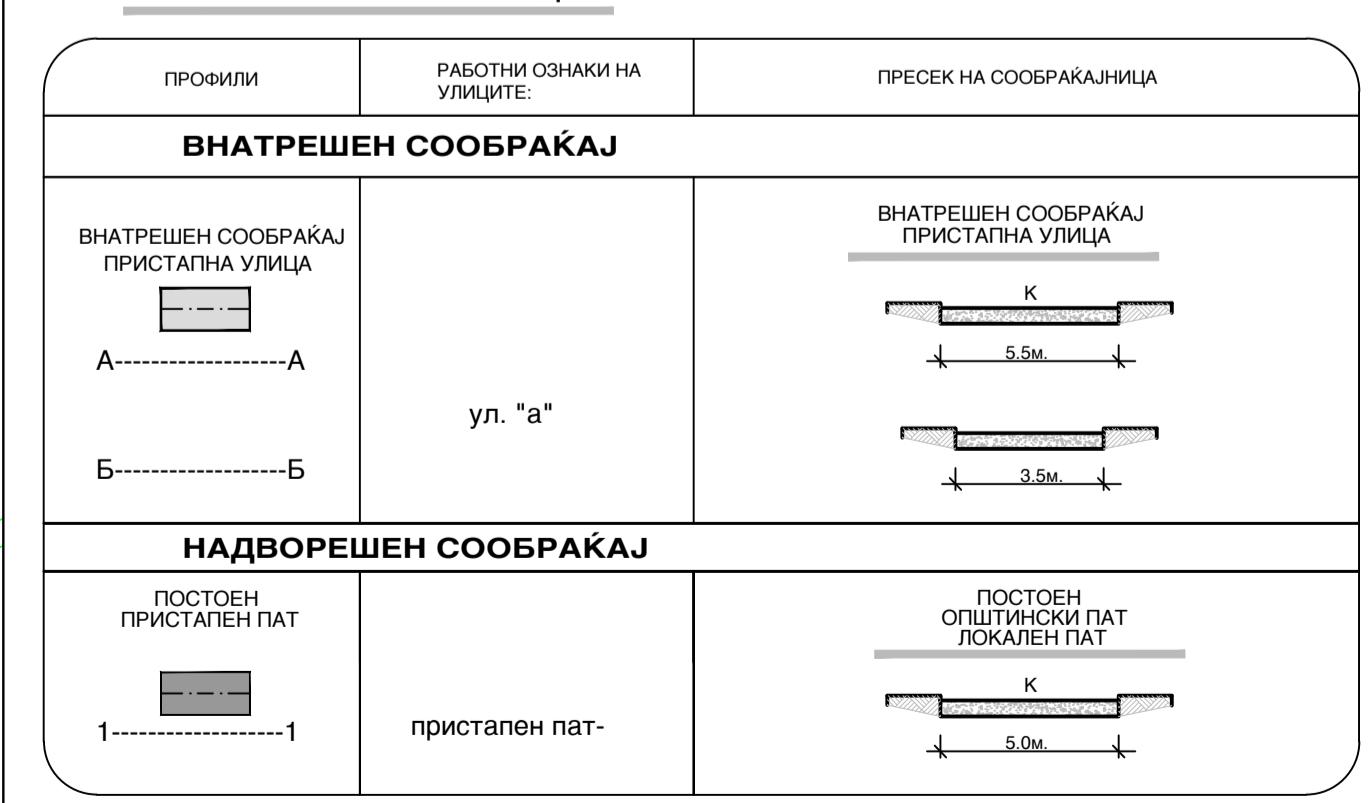 ПРОФИЛИ
РАБОТНИ ОЗНАКИ НА
УЛИЦИТЕ:
ПРЕСЕК НА СООБРАЌАЈНИЦА
ВНАТРЕШЕН СООБРАЌАЈ
ВНАТРЕШЕН СООБРАЌАЈ
ПРИСТАПНА УЛИЦА
А-------------------А
Б-------------------Б
ул. "а"
ВНАТРЕШЕН СООБРАЌАЈ
ПРИСТАПНА УЛИЦА
К
5.5м.
3.5м.
НАДВОРЕШЕН СООБРАЌАЈ
ПОСТОЕН
ПРИСТАПЕН ПАТ
1-------------------1
пристапен пат-
ПОСТОЕН
ОПШТИНСКИ ПАТ
ЛОКАЛЕН ПАТ
К
5.0м.